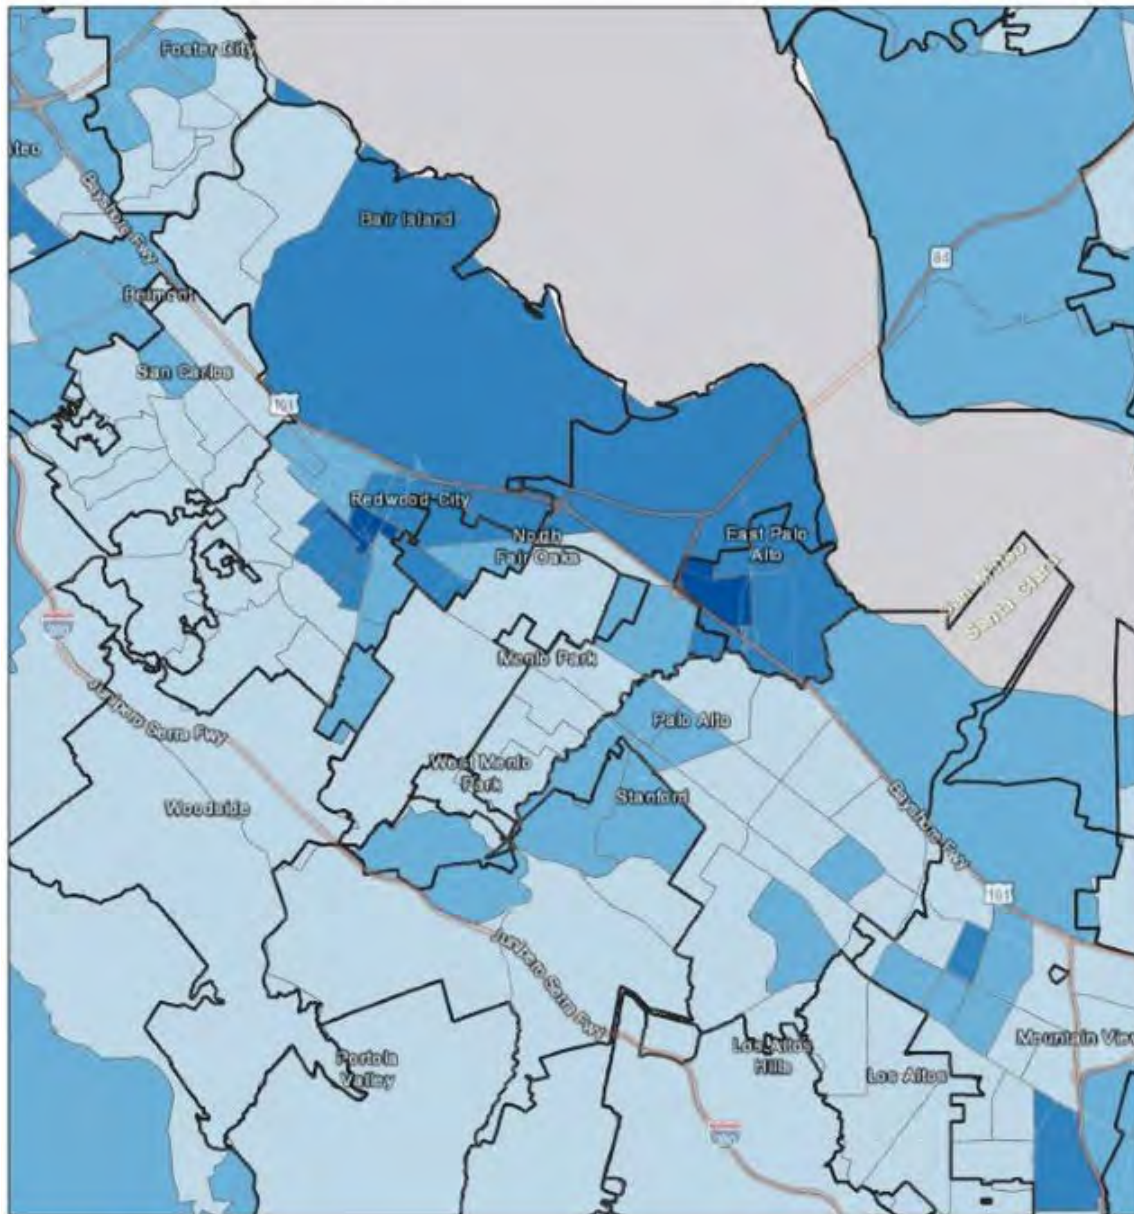 Foster City
teo
Bair Island
Bayshore Fwy
84
Belmont
San Carlos
101
Redwood City
North
Fair Oaks
East Palo
Alto
San Mateo
Santa Clara
Menlo Park
Junipero Serra Fwy
Palo Alto
West Menlo
Park
Stanford
Woodside
Bayshore Fwy
101
Junipero Serra Fwy
Portola
Valley
Los Altos
Hills
Los Altos
Mountain View